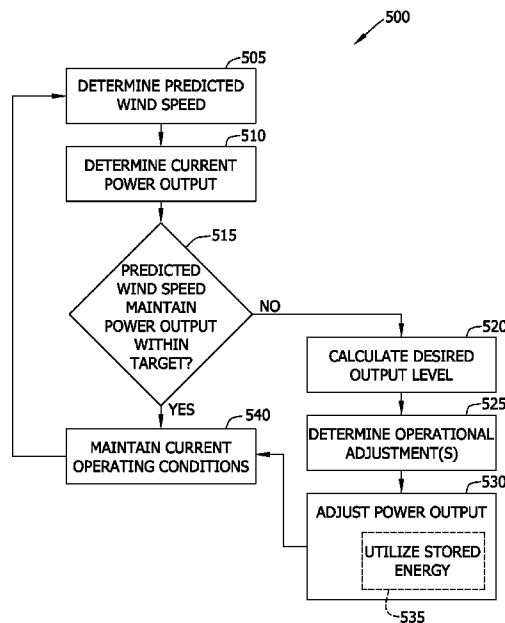 500
505
DETERMINE PREDICTED
WIND SPEED
510
DETERMINE CURRENT
POWER OUTPUT
515
PREDICTED
WIND SPEED
MAINTAIN
POWER OUTPUT
WITHIN
TARGET?
NO
YES
520
CALCULATE DESIRED
OUTPUT LEVEL
525
DETERMINE OPERATIONAL
ADJUSTMENT(S)
530
ADJUST POWER OUTPUT
UTILIZE STORED
ENERGY
535
540
MAINTAIN CURRENT
OPERATING CONDITIONS